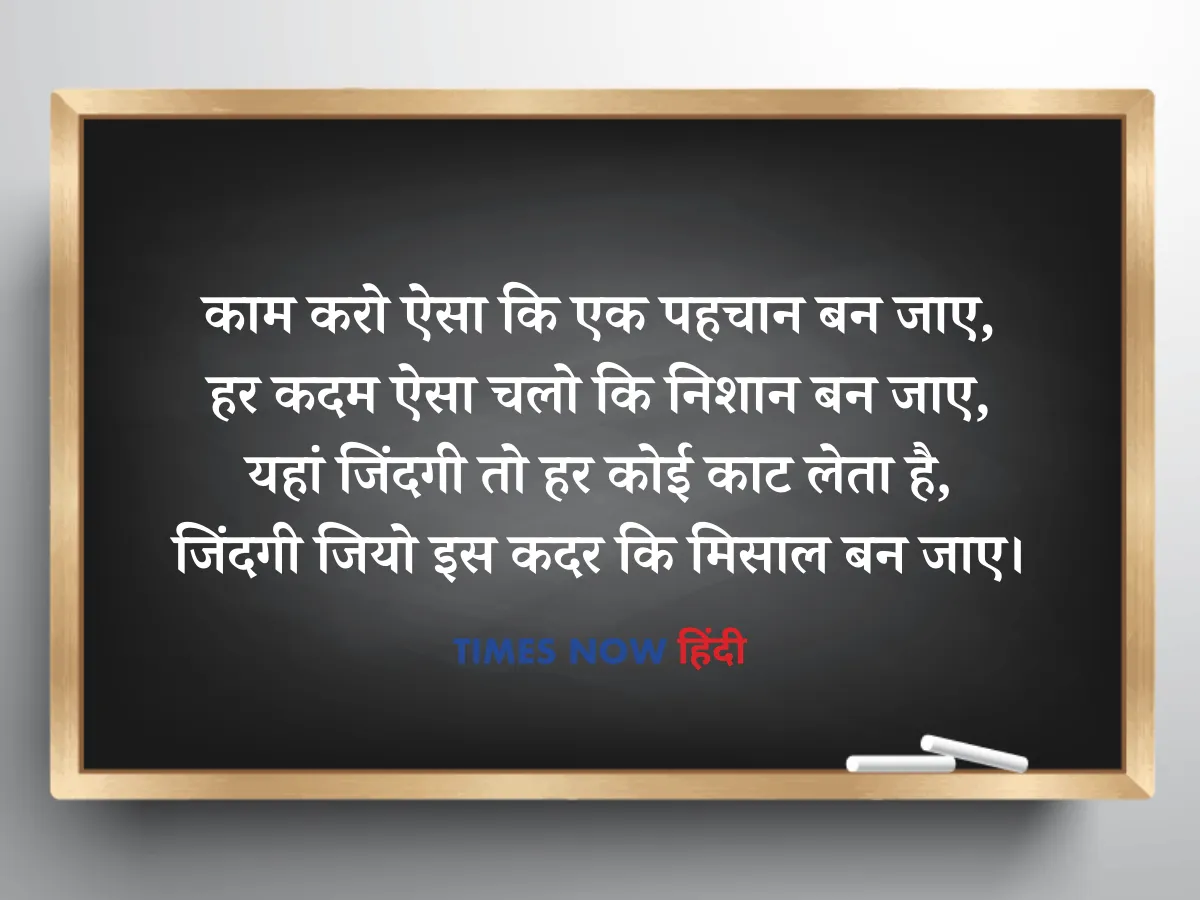 काम करो ऐसा कि एक पहचान बन जाए,
हर कदम ऐसा चलो कि निशान बन जाए,
यहां जिंदगी तो हर कोई काट लेता है,
जिंदगी जियो इस कदर कि मिसाल बन जाए।
TIMES NOW हिंदी